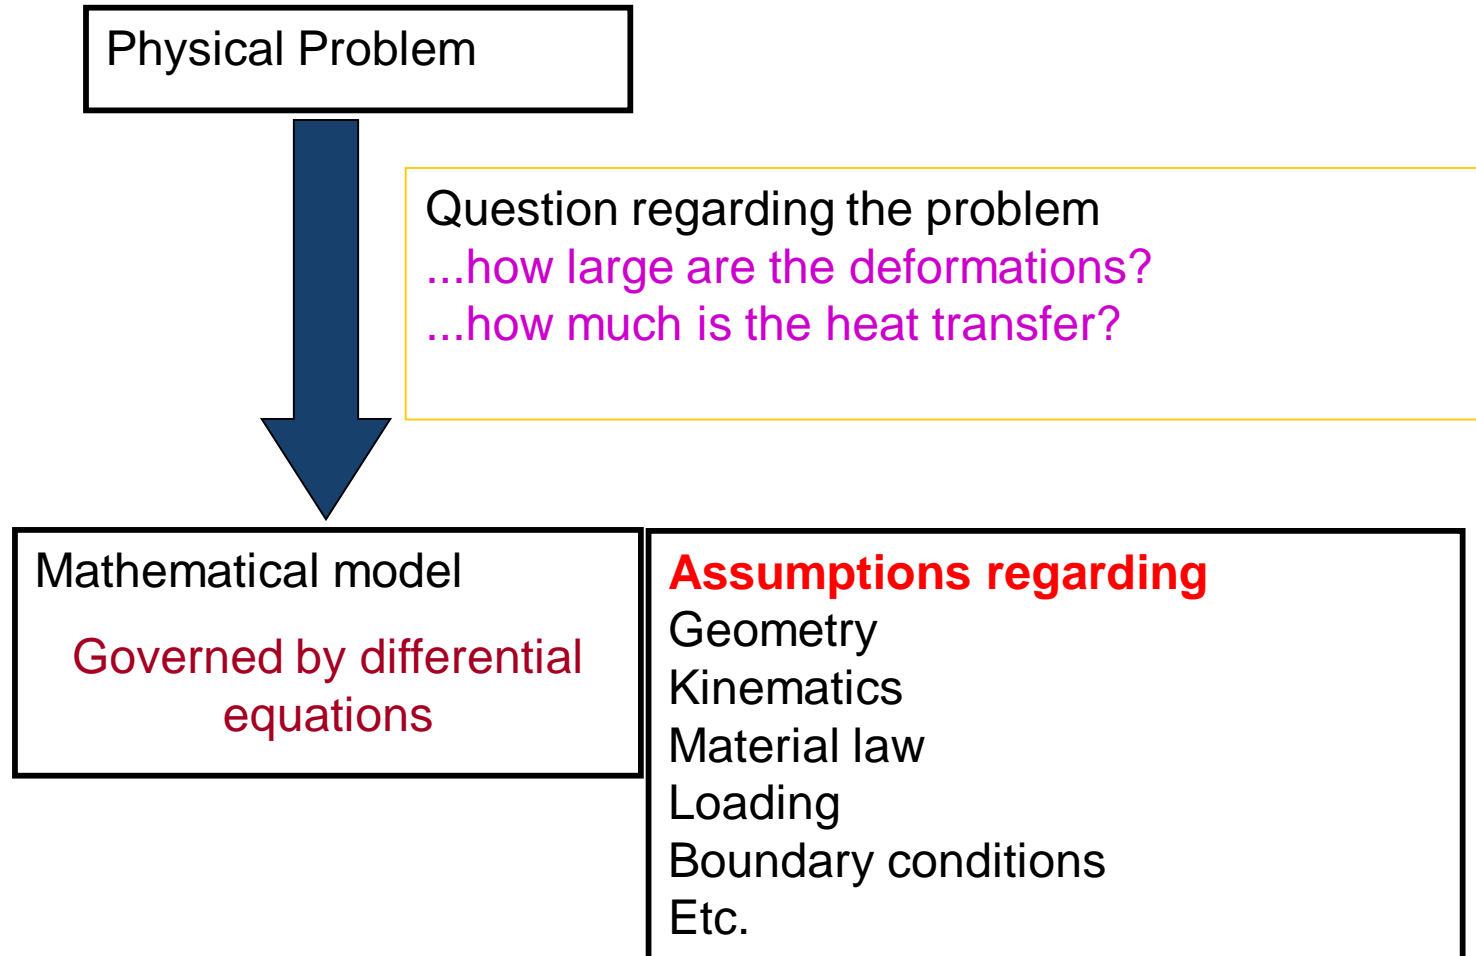 Physical Problem
Question regarding the problem
...how large are the deformations?
...how much is the heat transfer?
Mathematical model
Governed by differential
equations
Assumptions regarding
Geometry
Kinematics
Material law
Loading
Boundary conditions
Etc.